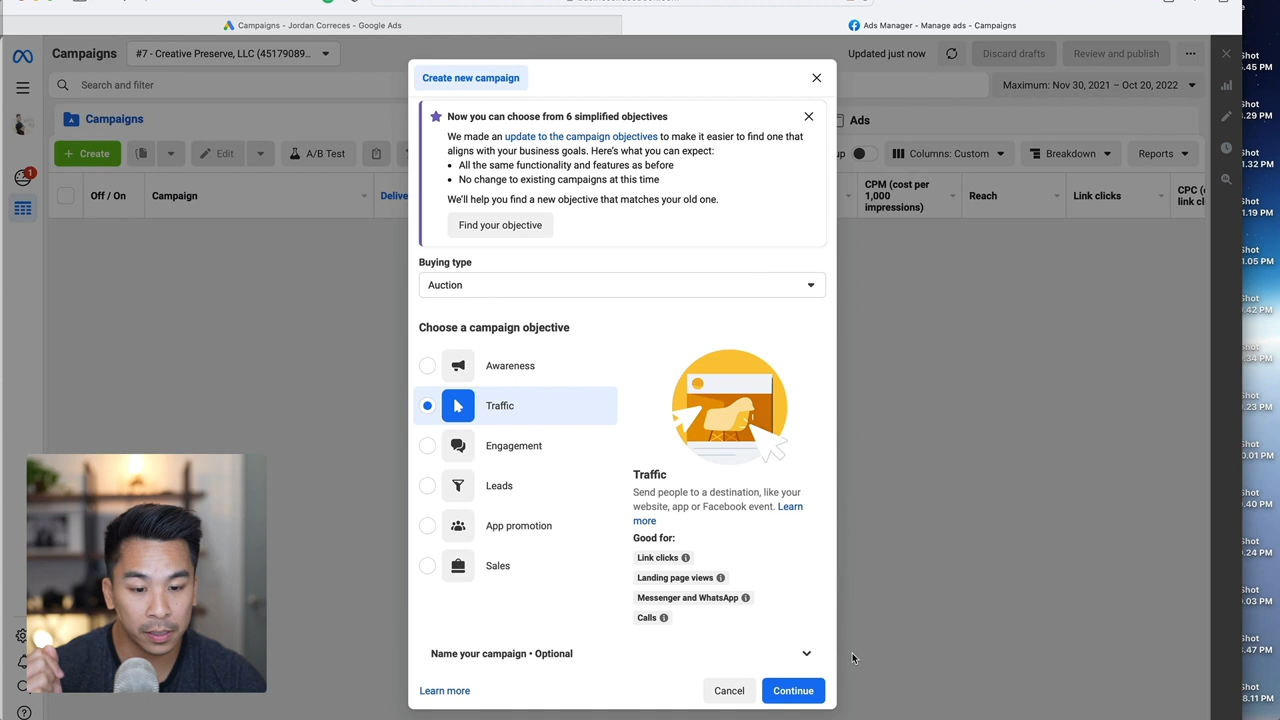 Campaigns - Jordan Correces - Google Ads
Ads Manager - Manage ads - Campaigns
Campaigns
#7 - Creative Preserve, LLC (45179089...
Updated just now
Discard drafts
Review and publish
Search and filter
Maximum: Nov 30, 2021 – Oct 20, 2022
Campaigns
Ads
+ Create
Edit
A/B Test
Columns: Custom
Breakdown
Reports
Off / On
Campaign
Delive
CPM (cost per
1,000
impressions)
Reach
Link clicks
CPC (
link cl
1
Create new campaign
Now you can choose from 6 simplified objectives
We made an update to the campaign objectives to make it easier to find one that
aligns with your business goals. Here's what you can expect:
• All the same functionality and features as before
• No change to existing campaigns at this time
We'll help you find a new objective that matches your old one.
Find your objective
Buying type
Auction
Choose a campaign objective
Awareness
Traffic
Engagement
Leads
App promotion
Sales
Traffic
Send people to a destination, like your
website, app or Facebook event. Learn
more
Good for:
Link clicks
Landing page views
Messenger and WhatsApp
Calls
Name your campaign • Optional
Learn more
Cancel
Continue